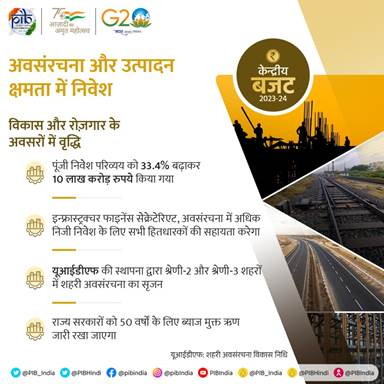 आज़ादी का
अमृत महोत्सव
G20
केन्द्रीय
बजट
2023-24
अवसंरचना और उत्पादन
क्षमता में निवेश
विकास और रोज़गार के
अवसरों में वृद्धि
पूंजी निवेश परिव्यय को 33.4% बढ़ाकर
10 लाख करोड़ रुपये किया गया
इन्फ्रास्ट्रक्चर फाइनेंस सेक्रेटेरिएट, अवसंरचना में अधिक
निजी निवेश के लिए सभी हितधारकों की सहायता करेगा
यूआईडीएफ की स्थापना द्वारा श्रेणी-2 और श्रेणी-3 शहरों
में शहरी अवसंरचना का सृजन
राज्य सरकारों को 50 वर्षों के लिए ब्याज मुक्त ऋण
जारी रखा जाएगा
यूआईडीएफ: शहरी अवसंरचना विकास निधि
@PIB_India @PIBHindi @pibindia PIBIndia @PIB_India @PIBHindi @pibindia